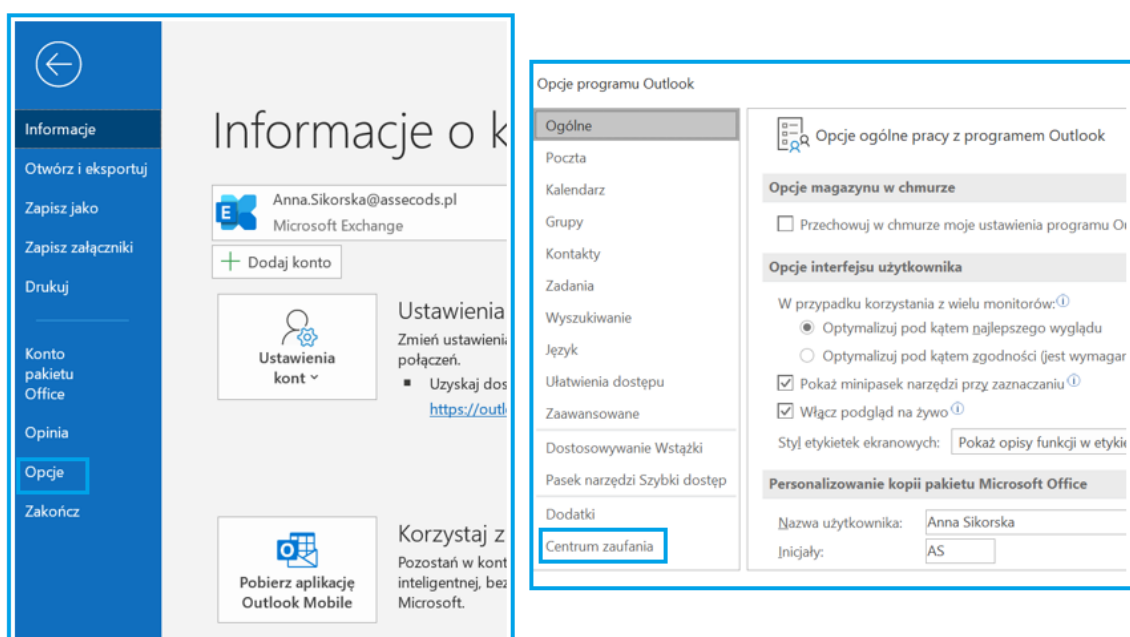 Informacje
Otwórz i eksportuj
Zapisz jako
Zapisz załączniki
Drukuj
Konto
pakietu
Office
Opinia
Opcje
Zakończ
Informacje o k
Anna.Sikorska@assecods.pl
Microsoft Exchange
Dodaj konto
Ustawienia
kont
Ustawienia
Zmień ustawienia
połączeń.
Uzyskaj dos
https://outl
Pobierz aplikację
Outlook Mobile
Korzystaj z
Pozostań w kont
inteligentnej, bez
Microsoft.
Opcje programu Outlook
Ogólne
Poczta
Kalendarz
Grupy
Kontakty
Zadania
Wyszukiwanie
Język
Ułatwienia dostępu
Zaawansowane
Dostosowywanie Wstążki
Pasek narzędzi Szybki dostęp
Dodatki
Centrum zaufania
Opcje ogólne pracy z programem Outlook
Opcje magazynu w chmurze
Przechowuj w chmurze moje ustawienia programu Ou
Opcje interfejsu użytkownika
W przypadku korzystania z wielu monitorów:
Optymalizuj pod kątem najlepszego wyglądu
Optymalizuj pod kątem zgodności (jest wymagan
Pokaż minipasek narzędzi przy zaznaczaniu
Włącz podgląd na żywo
Styl etykietek ekranowych: Pokaż opisy funkcji w etykie
Personalizowanie kopii pakietu Microsoft Office
Nazwa użytkownika: Anna Sikorska
Inicjały: AS